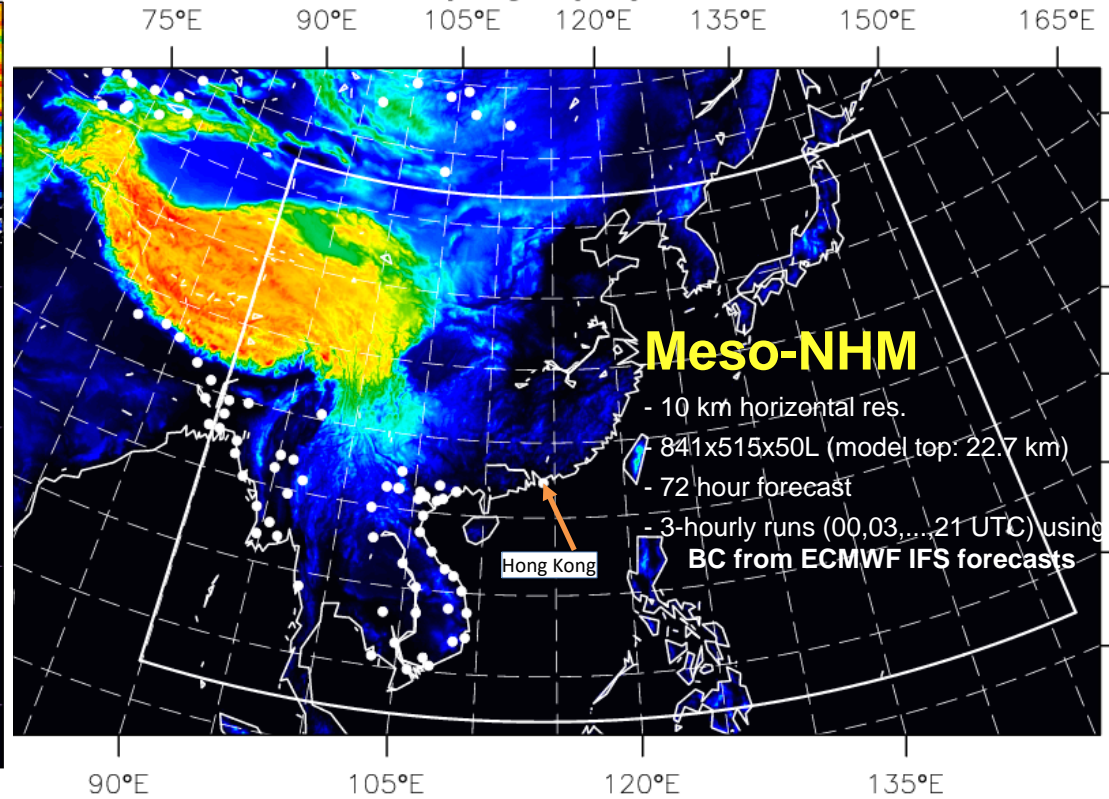 75°E 90°E 105°E 120°E 135°E 150°E 165°E
Meso-NHM
- 10 km horizontal res.
- 841x515x50L (model top: 22.7 km)
- 72 hour forecast
- 3-hourly runs (00,03,...,21 UTC) using
BC from ECMWF IFS forecasts
Hong Kong
90°E 105°E 120°E 135°E